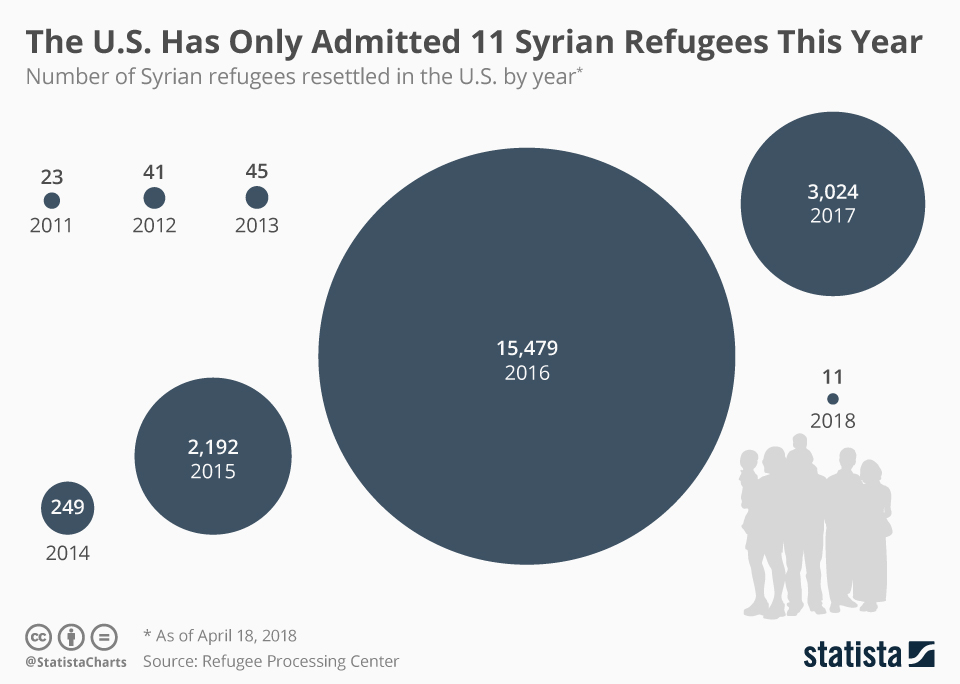 The U.S. Has Only Admitted 11 Syrian Refugees This Year
Number of Syrian refugees resettled in the U.S. by year*
23
2011
41
2012
45
2013
249
2014
2,192
2015
15,479
2016
3,024
2017
11
2018
cc
@StatistaCharts
* As of April 18, 2018
Source: Refugee Processing Center
statista